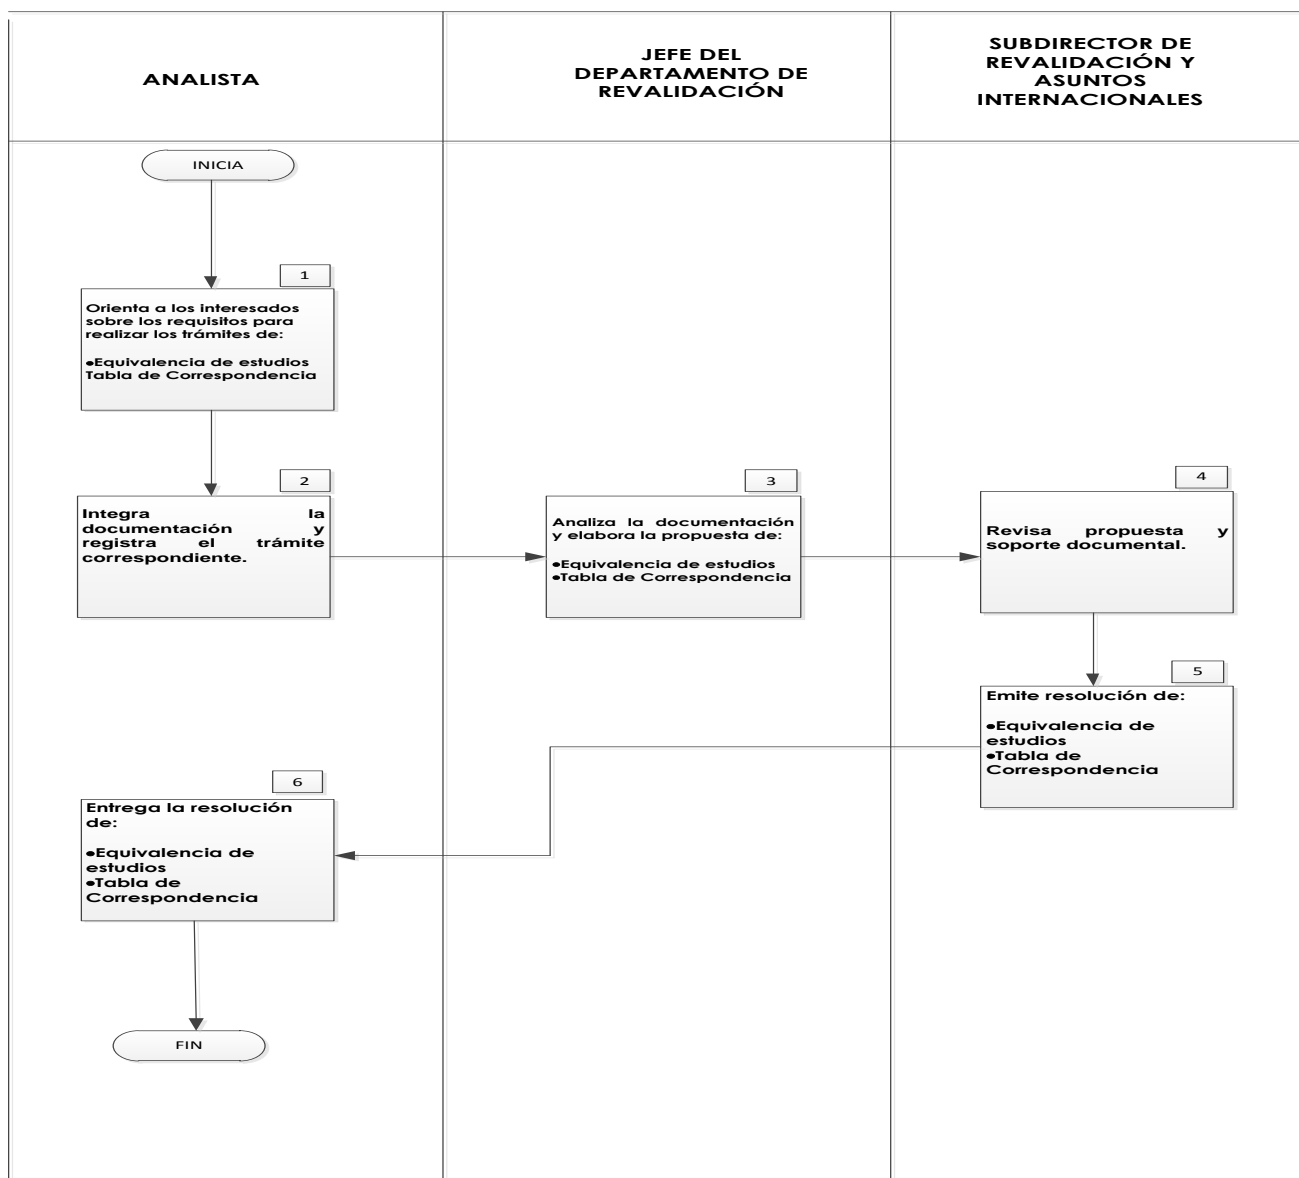 ANALISTA
JEFE DEL
DEPARTAMENTO DE
REVALIDACIÓN
SUBDIRECTOR DE
REVALIDACIÓN Y
ASUNTOS
INTERNACIONALES
INICIA
1
Orienta a los interesados
sobre los requisitos para
realizar los trámites de:
•Equivalencia de estudios
Tabla de Correspondencia
2
Integra la
documentación y
registra el trámite
correspondiente.
3
Analiza la documentación
y elabora la propuesta de:
•Equivalencia de estudios
•Tabla de Correspondencia
4
Revisa propuesta y
soporte documental.
5
Emite resolución de:
•Equivalencia de
estudios
•Tabla de
Correspondencia
6
Entrega la resolución
de:
•Equivalencia de
estudios
•Tabla de
Correspondencia
FIN